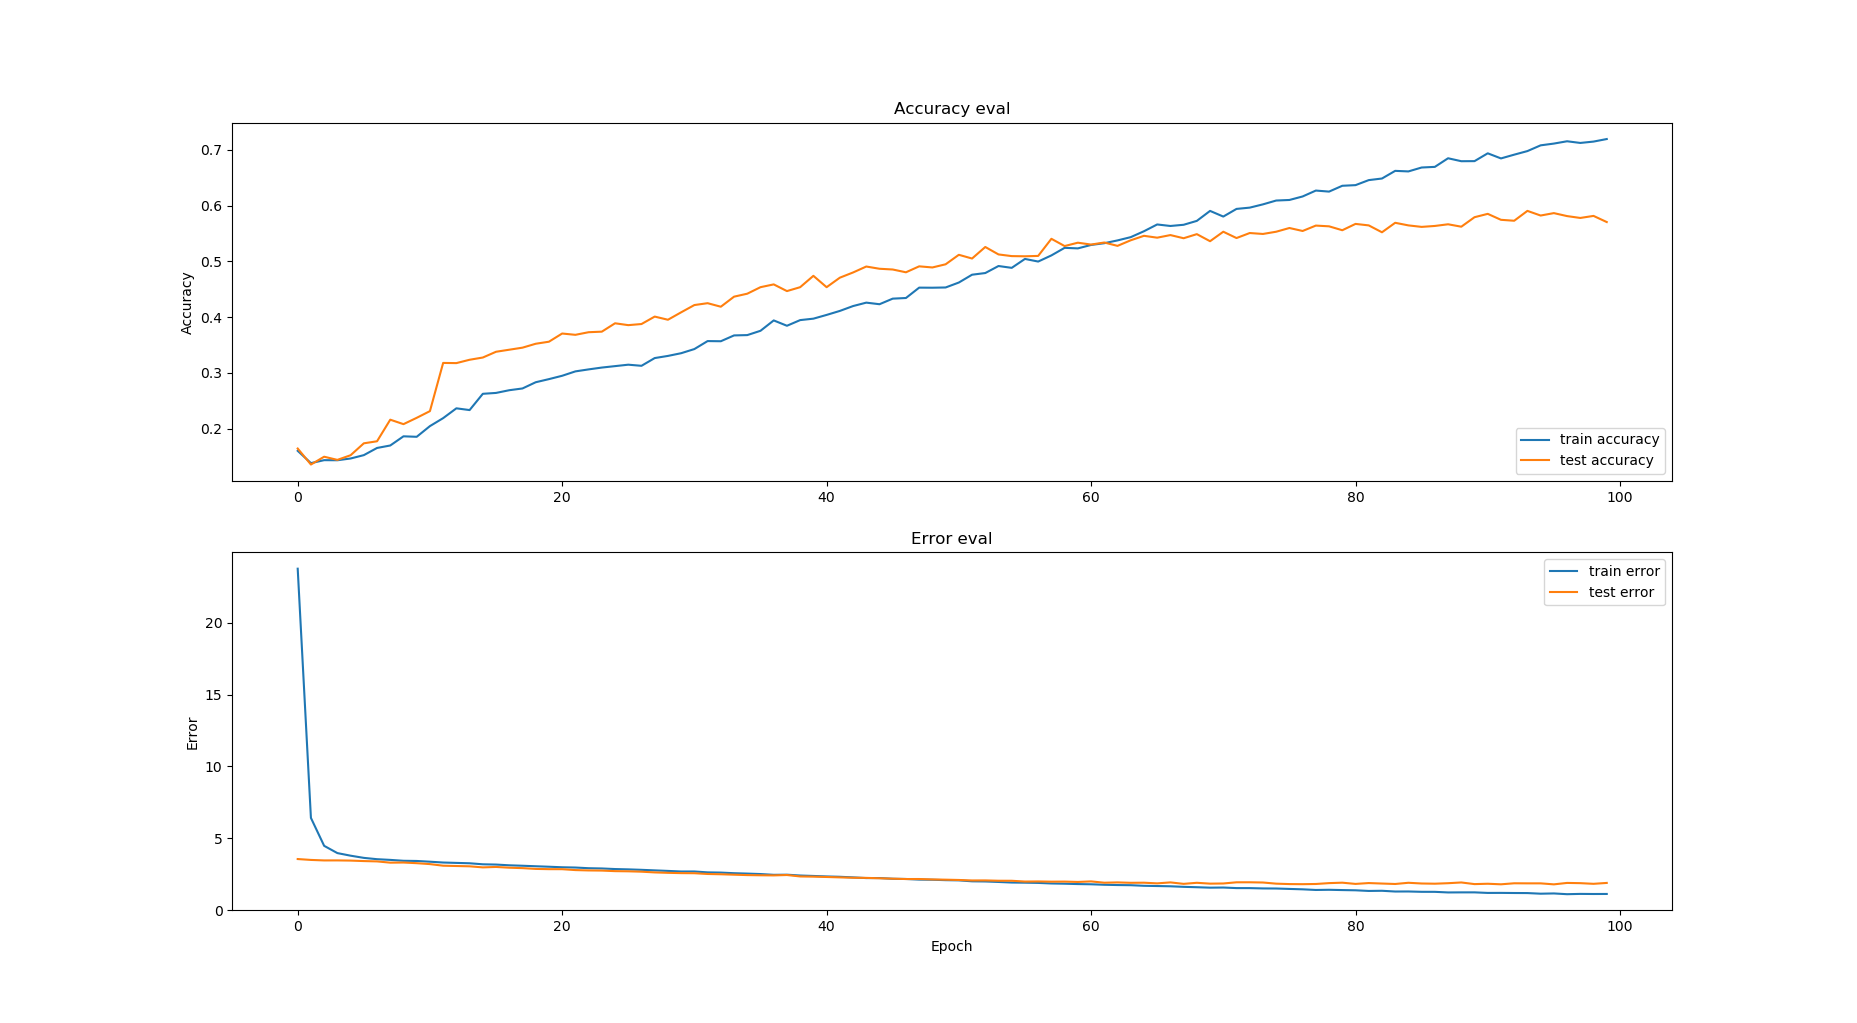 Accuracy eval
Accuracy
0.7
0.6
0.5
0.4
0.3
0.2
train accuracy
test accuracy
0 20 40 60 80 100
Error eval
Error
20
15
10
5
0
train error
test error
0 20 40 60 80 100
Epoch